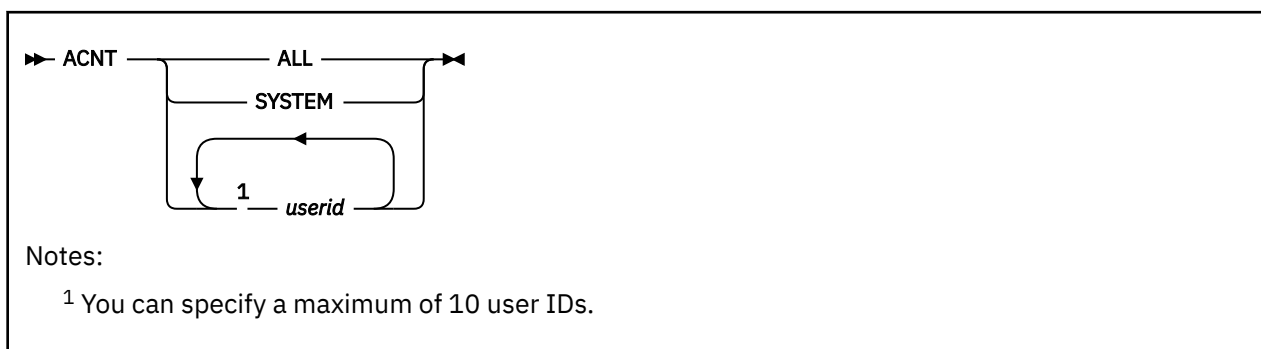 ACNT ALL
SYSTEM
1 userid
Notes:
1 You can specify a maximum of 10 user IDs.